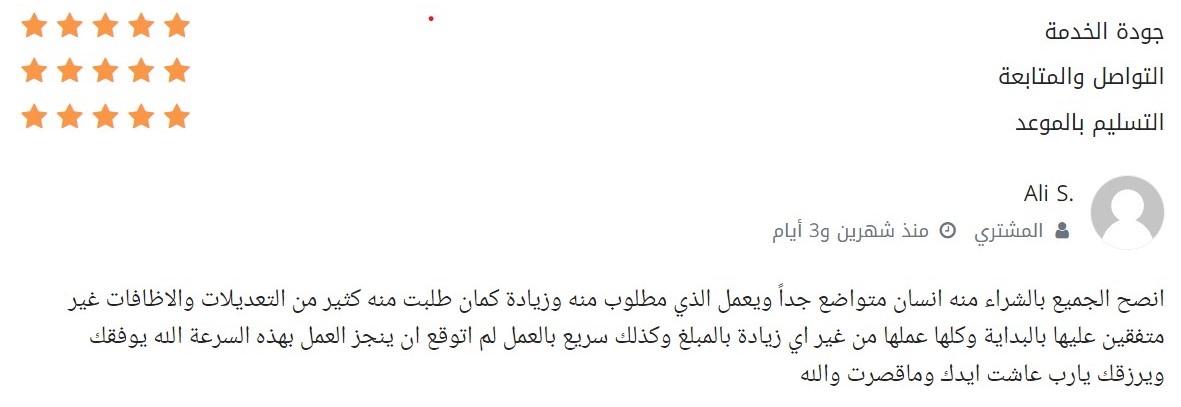 جودة الخدمة
التواصل والمتابعة
التسليم بالموعد
Ali S.
المشتري منذ شهرين و3 أيام
انصح الجميع بالشراء منه انسان متواضع جداً ويعمل الذي مطلوب منه وزيادة كمان طلبت منه كثير من التعديلات والاظافات غير
متفقين عليها بالبداية وكلها عملها من غير اي زيادة بالمبلغ وكذلك سريع بالعمل لم اتوقع ان ينجز العمل بهذه السرعة الله يوفقك
ويرزقك يارب عاشت ايدك وماقصرت والله